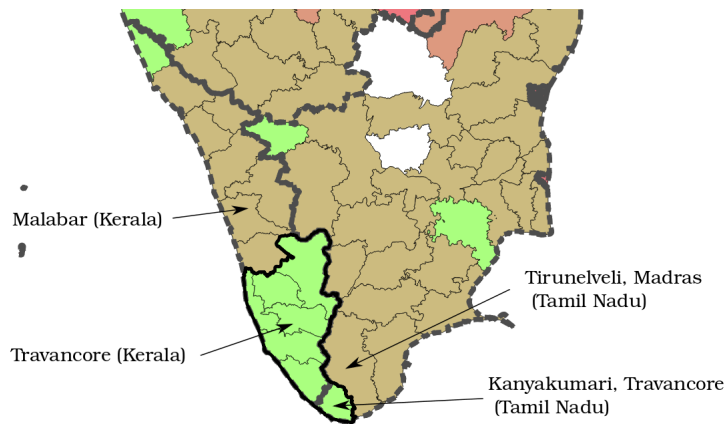 Malabar (Kerala)
Tirunelveli, Madras
(Tamil Nadu)
Travancore (Kerala)
Kanyakumari, Travancore
(Tamil Nadu)